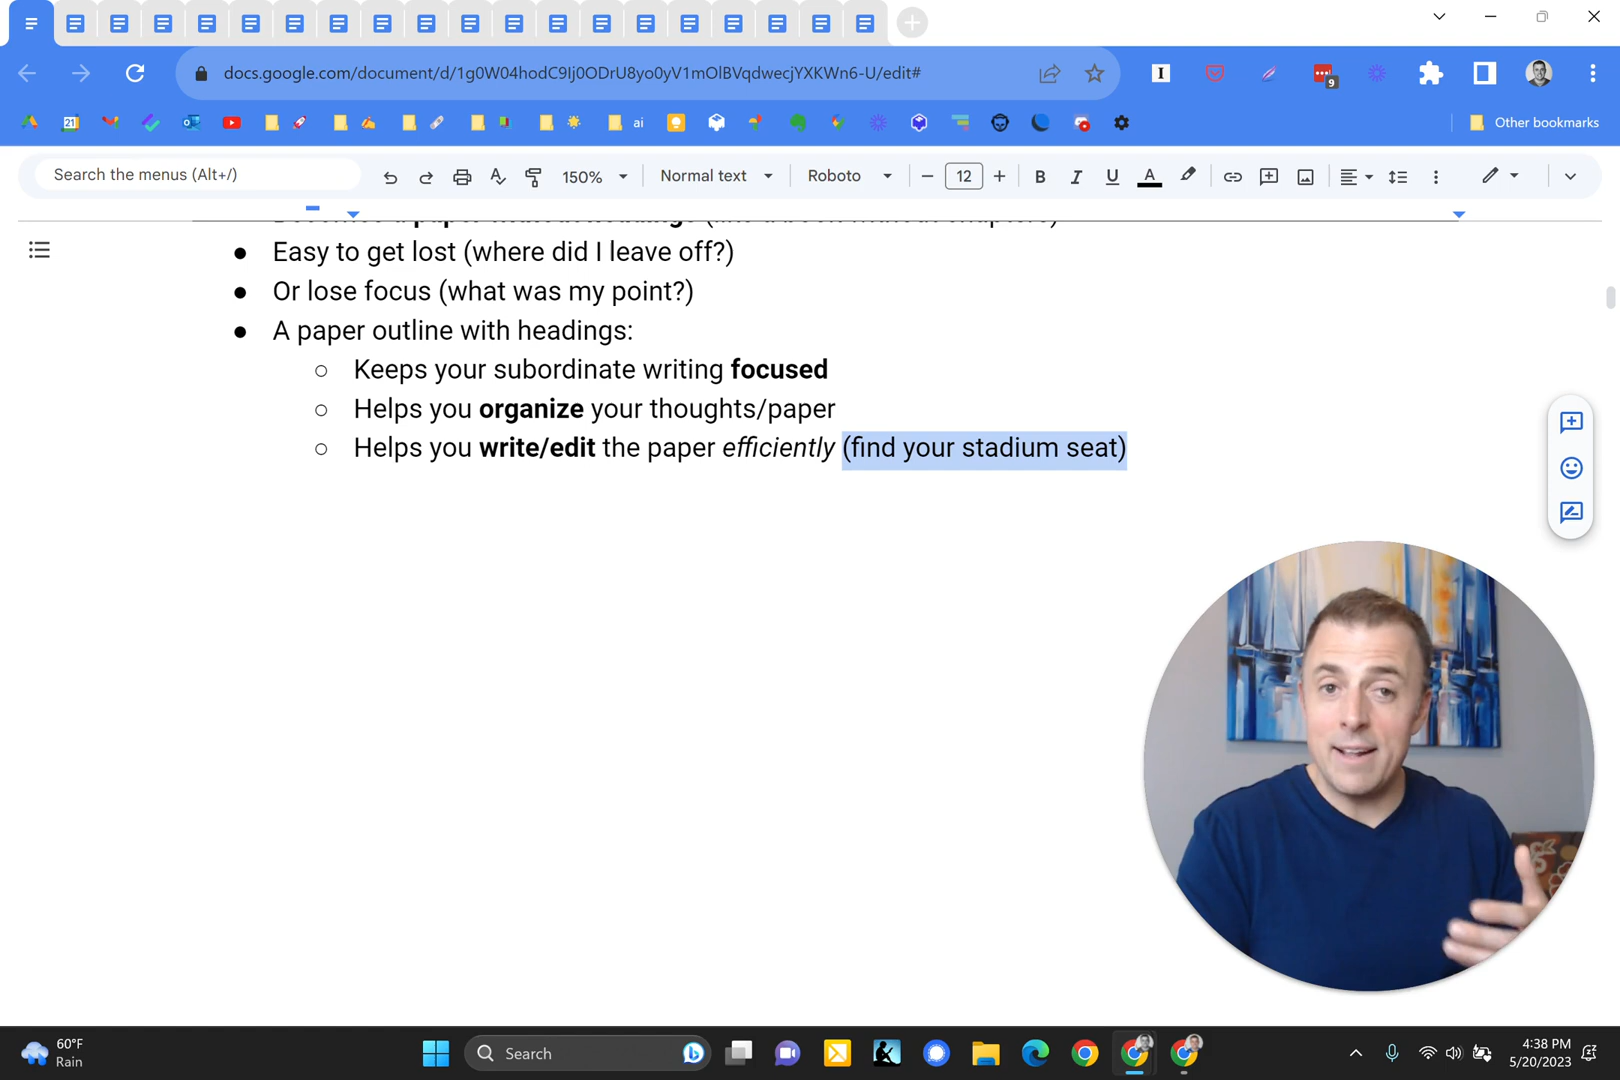 docs.google.com/document/d/1g0W04hodC9Ij0ODrU8yo0yV1mOlBVqdwecjYXKWn6-U/edit#
9
21
ai
Other bookmarks
Search the menus (Alt+/)
150%
Normal text
Roboto
12
● Easy to get lost (where did I leave off?)
● Or lose focus (what was my point?)
● A paper outline with headings:
○ Keeps your subordinate writing focused
○ Helps you organize your thoughts/paper
○ Helps you write/edit the paper efficiently (find your stadium seat)
60°F
Rain
Search
4:38 PM
5/20/2023